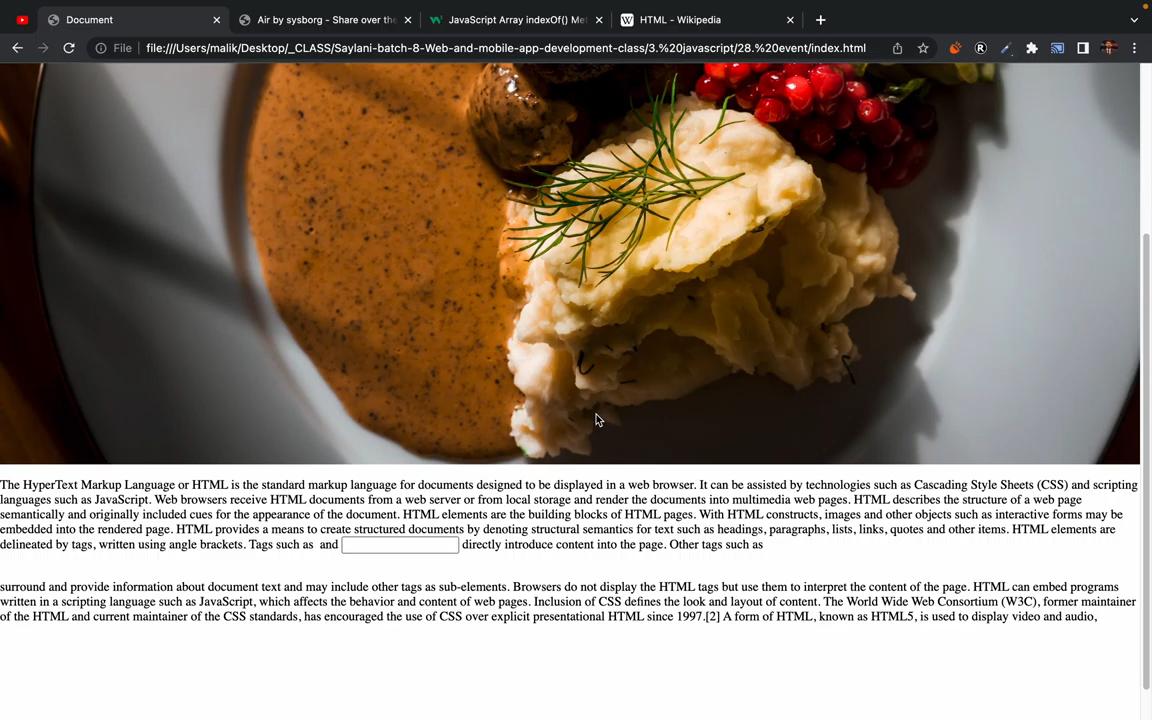 Document
Air by sysborg - Share over the
JavaScript Array indexOf() Me
HTML - Wikipedia
File
file:///Users/malik/Desktop/_CLASS/Saylani-batch-8-Web-and-mobile-app-development-class/3.%20javascript/28.%20event/index.html
The HyperText Markup Language or HTML is the standard markup language for documents designed to be displayed in a web browser. It can be assisted by technologies such as Cascading Style Sheets (CSS) and scripting
languages such as JavaScript. Web browsers receive HTML documents from a web server or from local storage and render the documents into multimedia web pages. HTML describes the structure of a web page
semantically and originally included cues for the appearance of the document. HTML elements are the building blocks of HTML pages. With HTML constructs, images and other objects such as interactive forms may be
embedded into the rendered page. HTML provides a means to create structured documents by denoting structural semantics for text such as headings, paragraphs, lists, links, quotes and other items. HTML elements are
delineated by tags, written using angle brackets. Tags such as and directly introduce content into the page. Other tags such as
surround and provide information about document text and may include other tags as sub-elements. Browsers do not display the HTML tags but use them to interpret the content of the page. HTML can embed programs
written in a scripting language such as JavaScript, which affects the behavior and content of web pages. Inclusion of CSS defines the look and layout of content. The World Wide Web Consortium (W3C), former maintainer
of the HTML and current maintainer of the CSS standards, has encouraged the use of CSS over explicit presentational HTML since 1997.[2] A form of HTML, known as HTML5, is used to display video and audio,